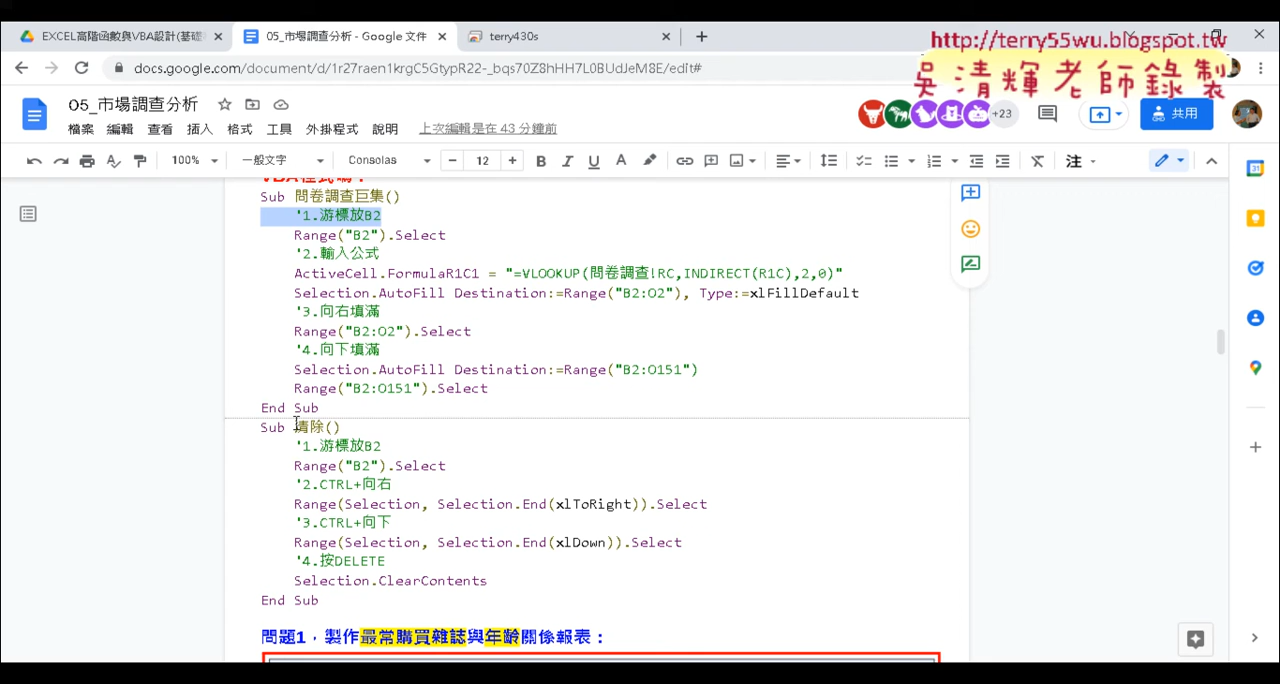 EXCEL高階函數與VBA設計(基礎
05_市場調查分析 - Google 文件
terry430s
http://terry55wu.blogspot.tw
吳清輝老師錄製
docs.google.com/document/d/1r27raen1krgC5GtypR22-_bqs70Z8hHH7L0BUdJeM8E/edit#
05_市場調查分析
+23
共用
檔案 編輯 查看 插入 格式 工具 外掛程式 說明 上次編輯是在 43 分鐘前
100% 一般文字 Consolas 12 B I U A 注
VBA程式碼：
Sub 問卷調查巨集()
'1.游標放B2
Range("B2").Select
'2.輸入公式
ActiveCell.FormulaR1C1 = "=VLOOKUP(問卷調查!RC,INDIRECT(R1C),2,0)"
Selection.AutoFill Destination:=Range("B2:O2"), Type:=xlFillDefault
'3.向右填滿
Range("B2:O2").Select
'4.向下填滿
Selection.AutoFill Destination:=Range("B2:O151")
Range("B2:O151").Select
End Sub
Sub 清除()
'1.游標放B2
Range("B2").Select
'2.CTRL+向右
Range(Selection, Selection.End(xlToRight)).Select
'3.CTRL+向下
Range(Selection, Selection.End(xlDown)).Select
'4.按DELETE
Selection.ClearContents
End Sub
問題1，製作最常購買雜誌與年齡關係報表：
31